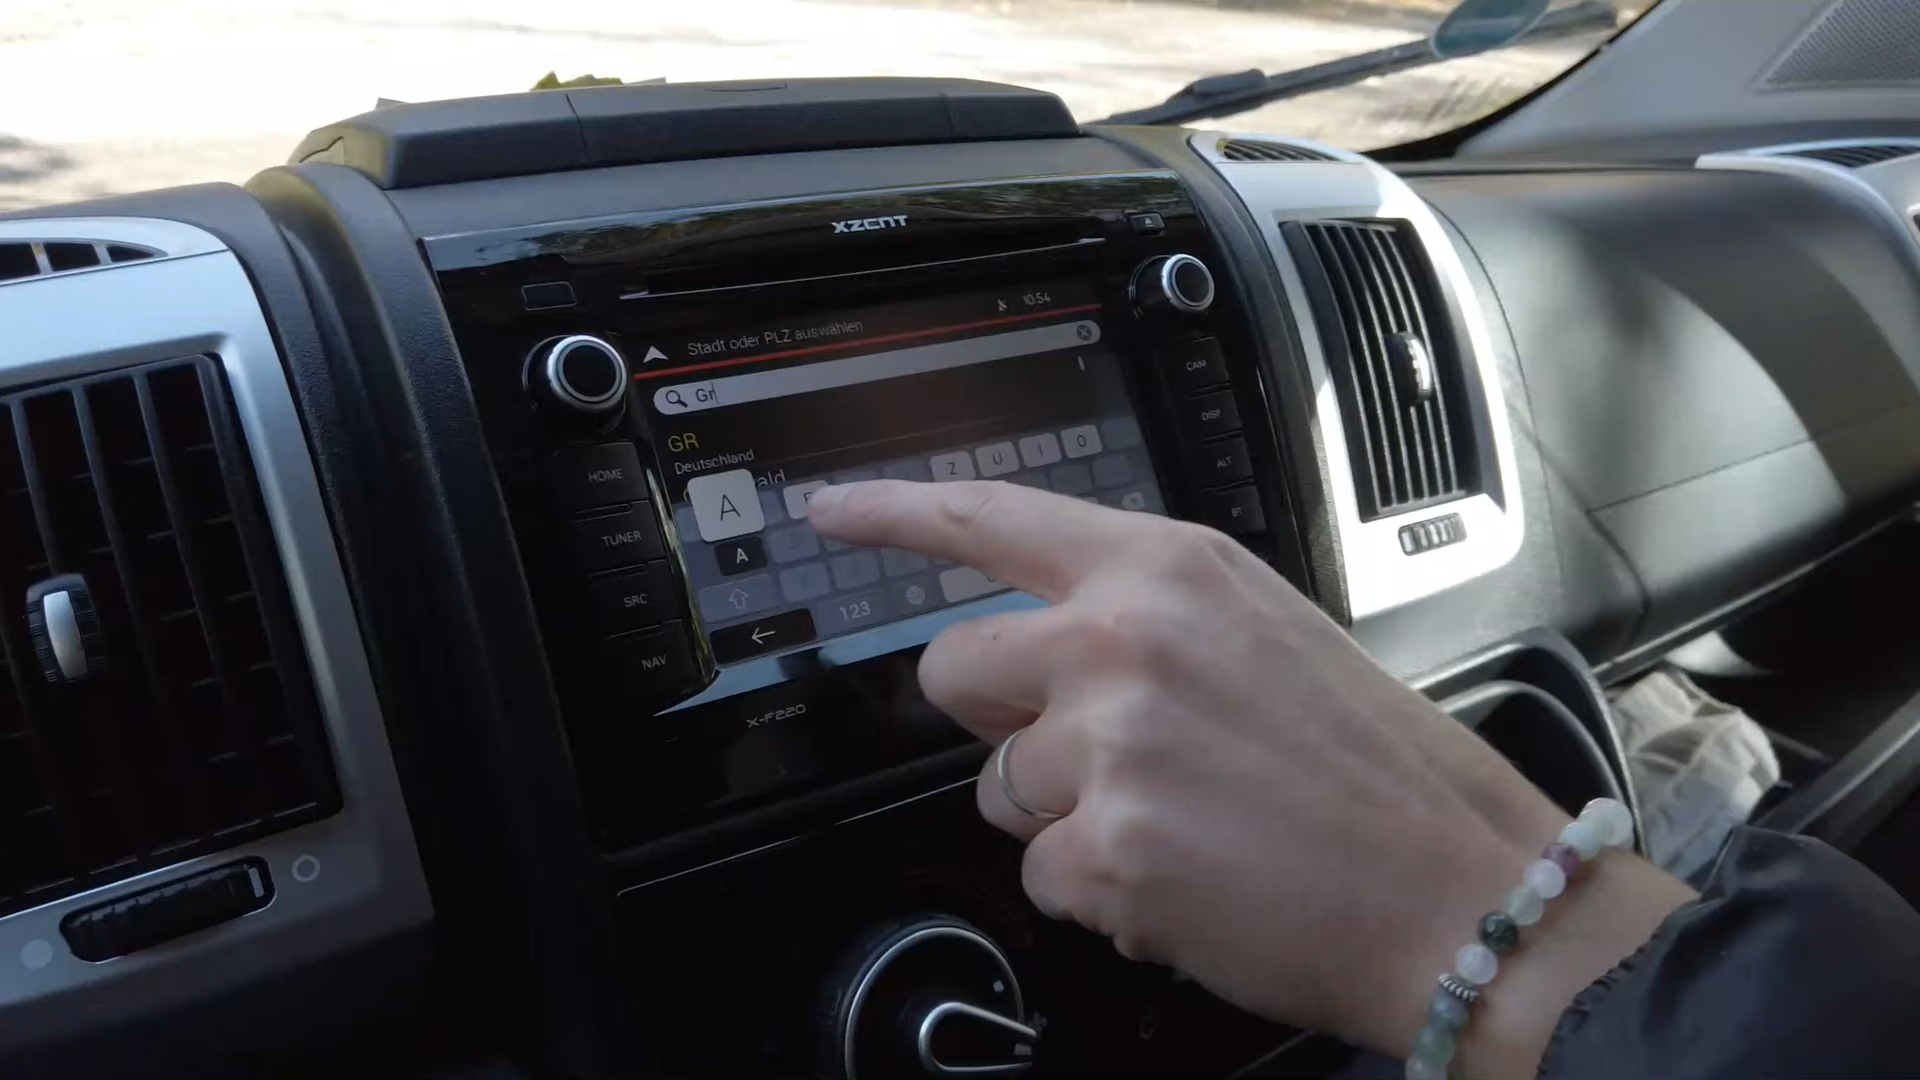 XZENT
10:54
Stadt oder PLZ auswählen
Gr
GR
Deutschland
ald
A
Z U I O
A
123
HOME
TUNER
SRC
NAV
CAM
DISP
ALT
BT
X-F220